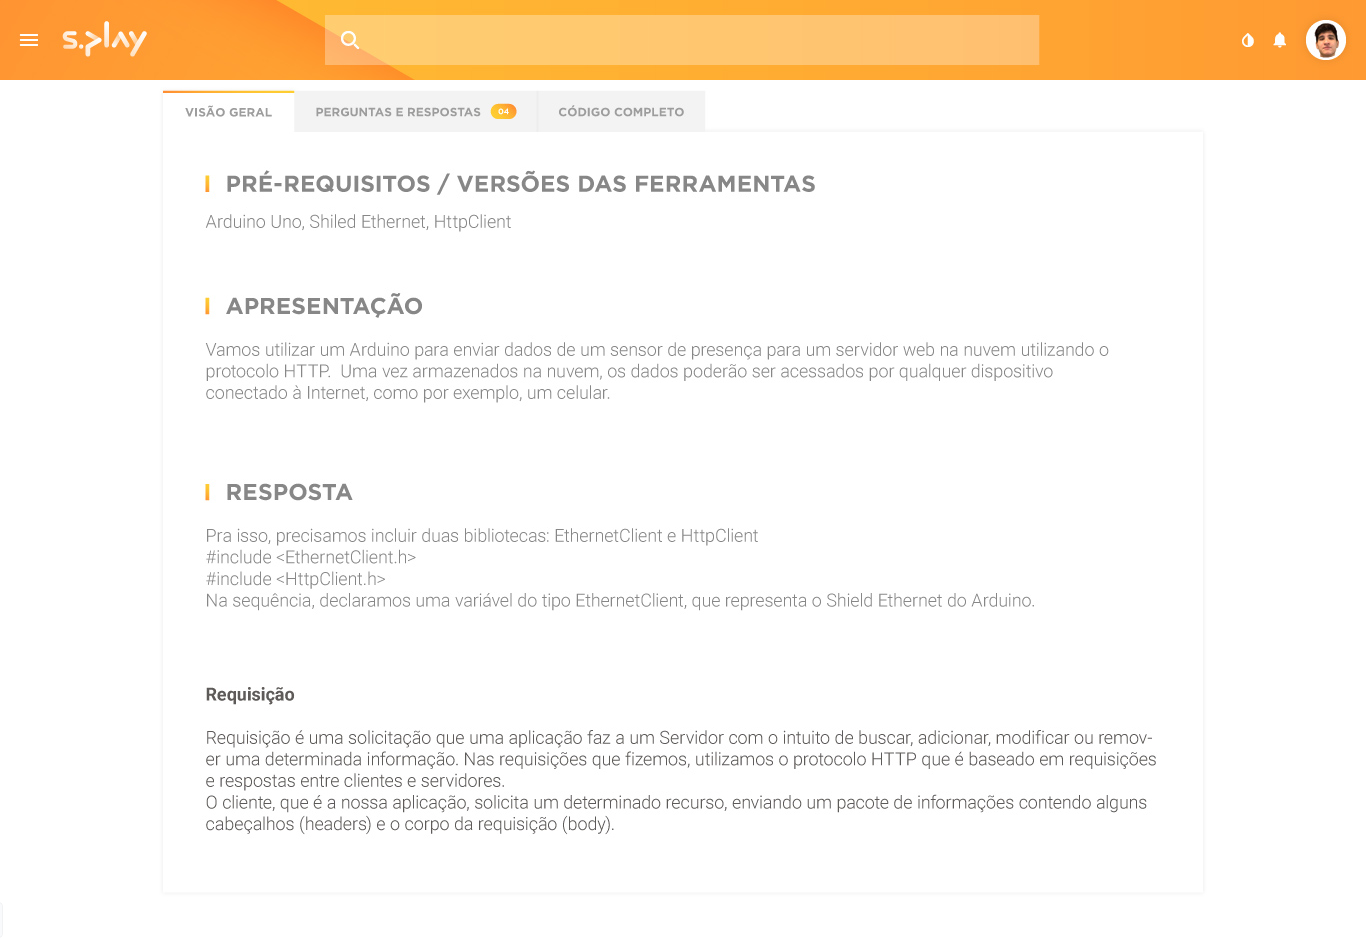 s.play
VISÃO GERAL
PERGUNTAS E RESPOSTAS 04
CÓDIGO COMPLETO
PRÉ-REQUISITOS / VERSÕES DAS FERRAMENTAS
Arduino Uno, Shiled Ethernet, HttpClient
APRESENTAÇÃO
Vamos utilizar um Arduino para enviar dados de um sensor de presença para um servidor web na nuvem utilizando o
protocolo HTTP.  Uma vez armazenados na nuvem, os dados poderão ser acessados por qualquer dispositivo
conectado à Internet, como por exemplo, um celular.
RESPOSTA
Pra isso, precisamos incluir duas bibliotecas: EthernetClient e HttpClient
#include <EthernetClient.h>
#include <HttpClient.h>
Na sequência, declaramos uma variável do tipo EthernetClient, que representa o Shield Ethernet do Arduino.
Requisição
Requisição é uma solicitação que uma aplicação faz a um Servidor com o intuito de buscar, adicionar, modificar ou remov-
er uma determinada informação. Nas requisições que fizemos, utilizamos o protocolo HTTP que é baseado em requisições
e respostas entre clientes e servidores.
O cliente, que é a nossa aplicação, solicita um determinado recurso, enviando um pacote de informações contendo alguns
cabeçalhos (headers) e o corpo da requisição (body).